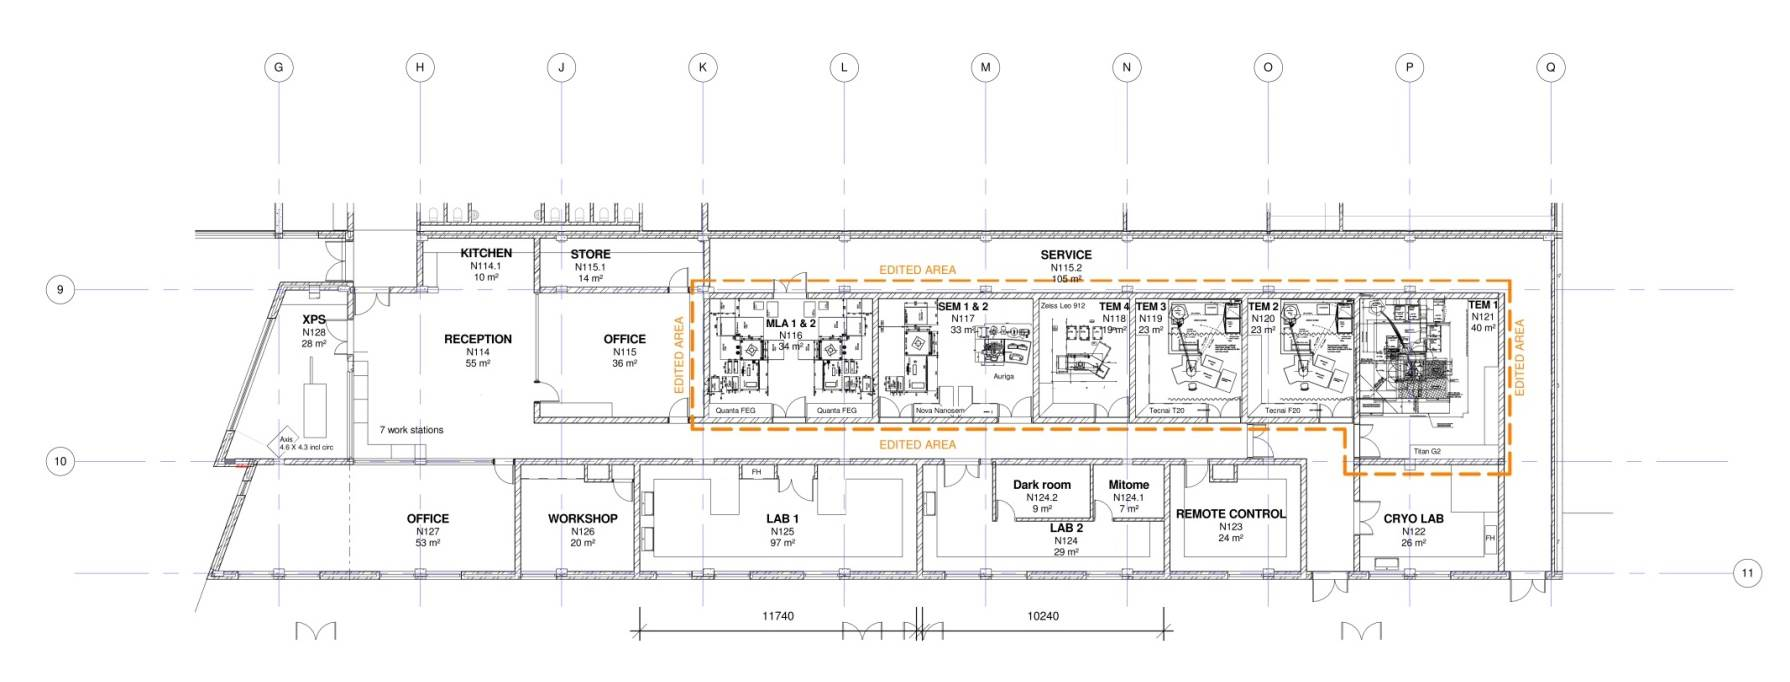 G H J K L M N O P Q
KITCHEN
N114.1
10 m²
STORE
N115.1
14 m²
SERVICE
N115.2
105 m²
EDITED AREA
9
XPS
N128
28 m²
RECEPTION
N114
55 m²
OFFICE
N115
36 m²
EDITED AREA
MLA 1 & 2
N116
34 m²
Quanta FEG
Quanta FEG
SEM 1 & 2
N117
33 m²
Auriga
Nova Nanosem
Zeiss Leo 912
TEM 4
N118
19 m²
TEM 3
N119
23 m²
Tecnai T20
TEM 2
N120
23 m²
Tecnai F20
TEM 1
N121
40 m²
Titan G2
EDITED AREA
7 work stations
Axis
4.6 X 4.3 incl circ
EDITED AREA
10
OFFICE
N127
53 m²
WORKSHOP
N126
20 m²
FH
LAB 1
N125
97 m²
Dark room
N124.2
9 m²
Mitome
N124.1
7 m²
LAB 2
N124
29 m²
REMOTE CONTROL
N123
24 m²
CRYO LAB
N122
26 m²
FH
11
11740
10240